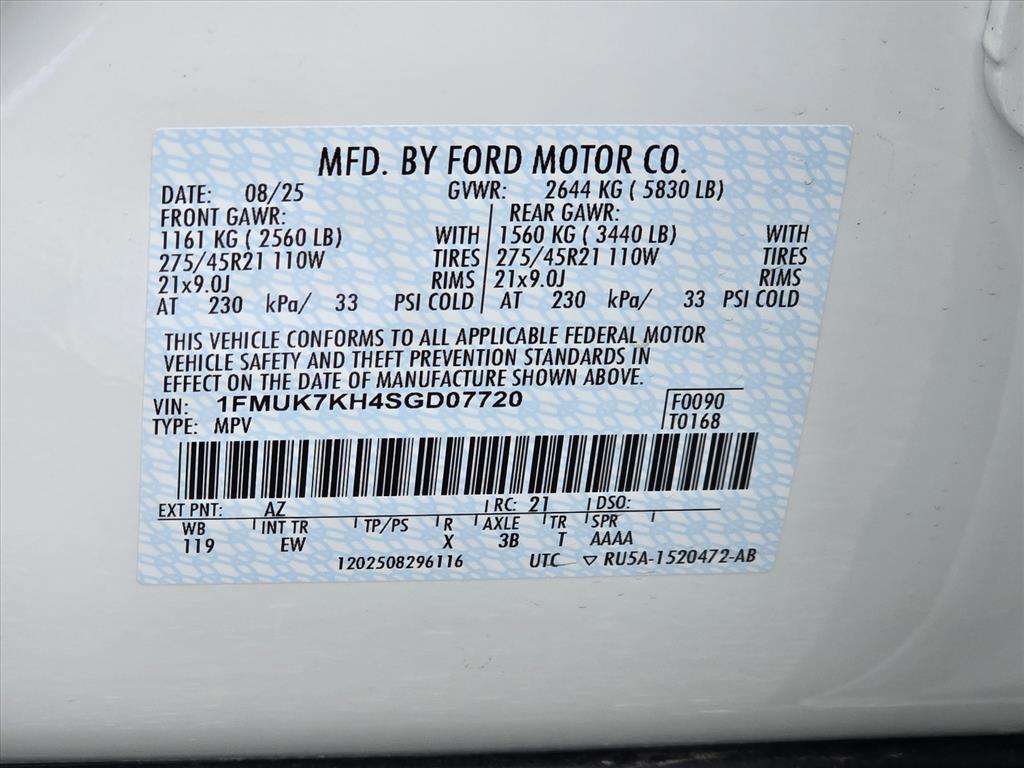 MFD. BY FORD MOTOR CO.
DATE: 08/25 GVWR: 2644 KG ( 5830 LB)
FRONT GAWR: REAR GAWR:
1161 KG ( 2560 LB) WITH 1560 KG ( 3440 LB) WITH
275/45R21 110W TIRES 275/45R21 110W TIRES
21x9.0J RIMS 21x9.0J RIMS
AT 230 kPa/ 33 PSI COLD AT 230 kPa/ 33 PSI COLD
THIS VEHICLE CONFORMS TO ALL APPLICABLE FEDERAL MOTOR
VEHICLE SAFETY AND THEFT PREVENTION STANDARDS IN
EFFECT ON THE DATE OF MANUFACTURE SHOWN ABOVE.
VIN: 1FMUK7KH4SGD07720 F0090
TYPE: MPV T0168
EXT PNT: AZ RC: 21 DSO:
WB INT TR TP/PS R AXLE TR SPR
119 EW X 3B T AAAA
1202508296116 UTC ▽ RU5A-1520472-AB